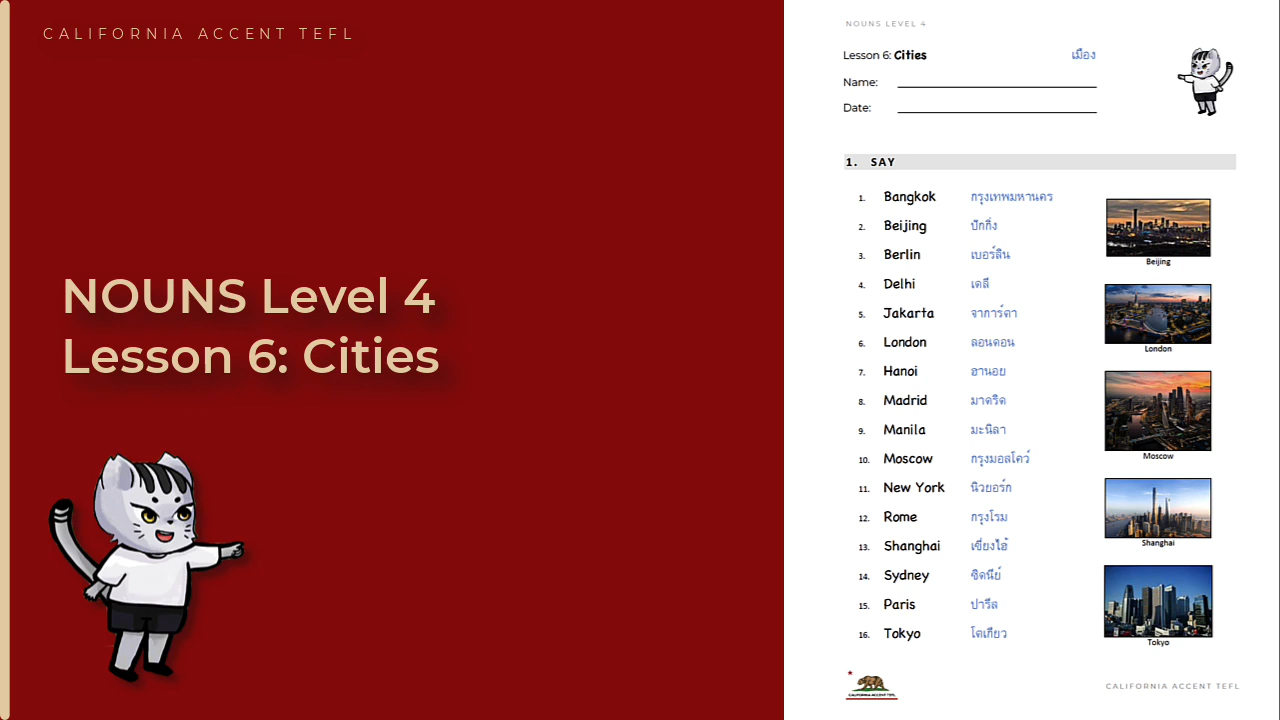 CALIFORNIA ACCENT TEFL
NOUNS Level 4
Lesson 6: Cities
NOUNS LEVEL 4
Lesson 6: Cities เมือง
Name:
Date:
1. SAY
1. Bangkok กรุงเทพมหานคร
2. Beijing ปักกิ่ง
3. Berlin เบอร์ลิน
4. Delhi เดลี
5. Jakarta จาการ์ตา
6. London ลอนดอน
7. Hanoi ฮานอย
8. Madrid มาดริด
9. Manila มะนิลา
10. Moscow กรุงมอสโคว์
11. New York นิวยอร์ก
12. Rome กรุงโรม
13. Shanghai เซี่ยงไฮ้
14. Sydney ซิดนีย์
15. Paris ปารีส
16. Tokyo โตเกียว
Beijing
London
Moscow
Shanghai
Tokyo
CALIFORNIA ACCENT TEFL
CALIFORNIA ACCENT TEFL